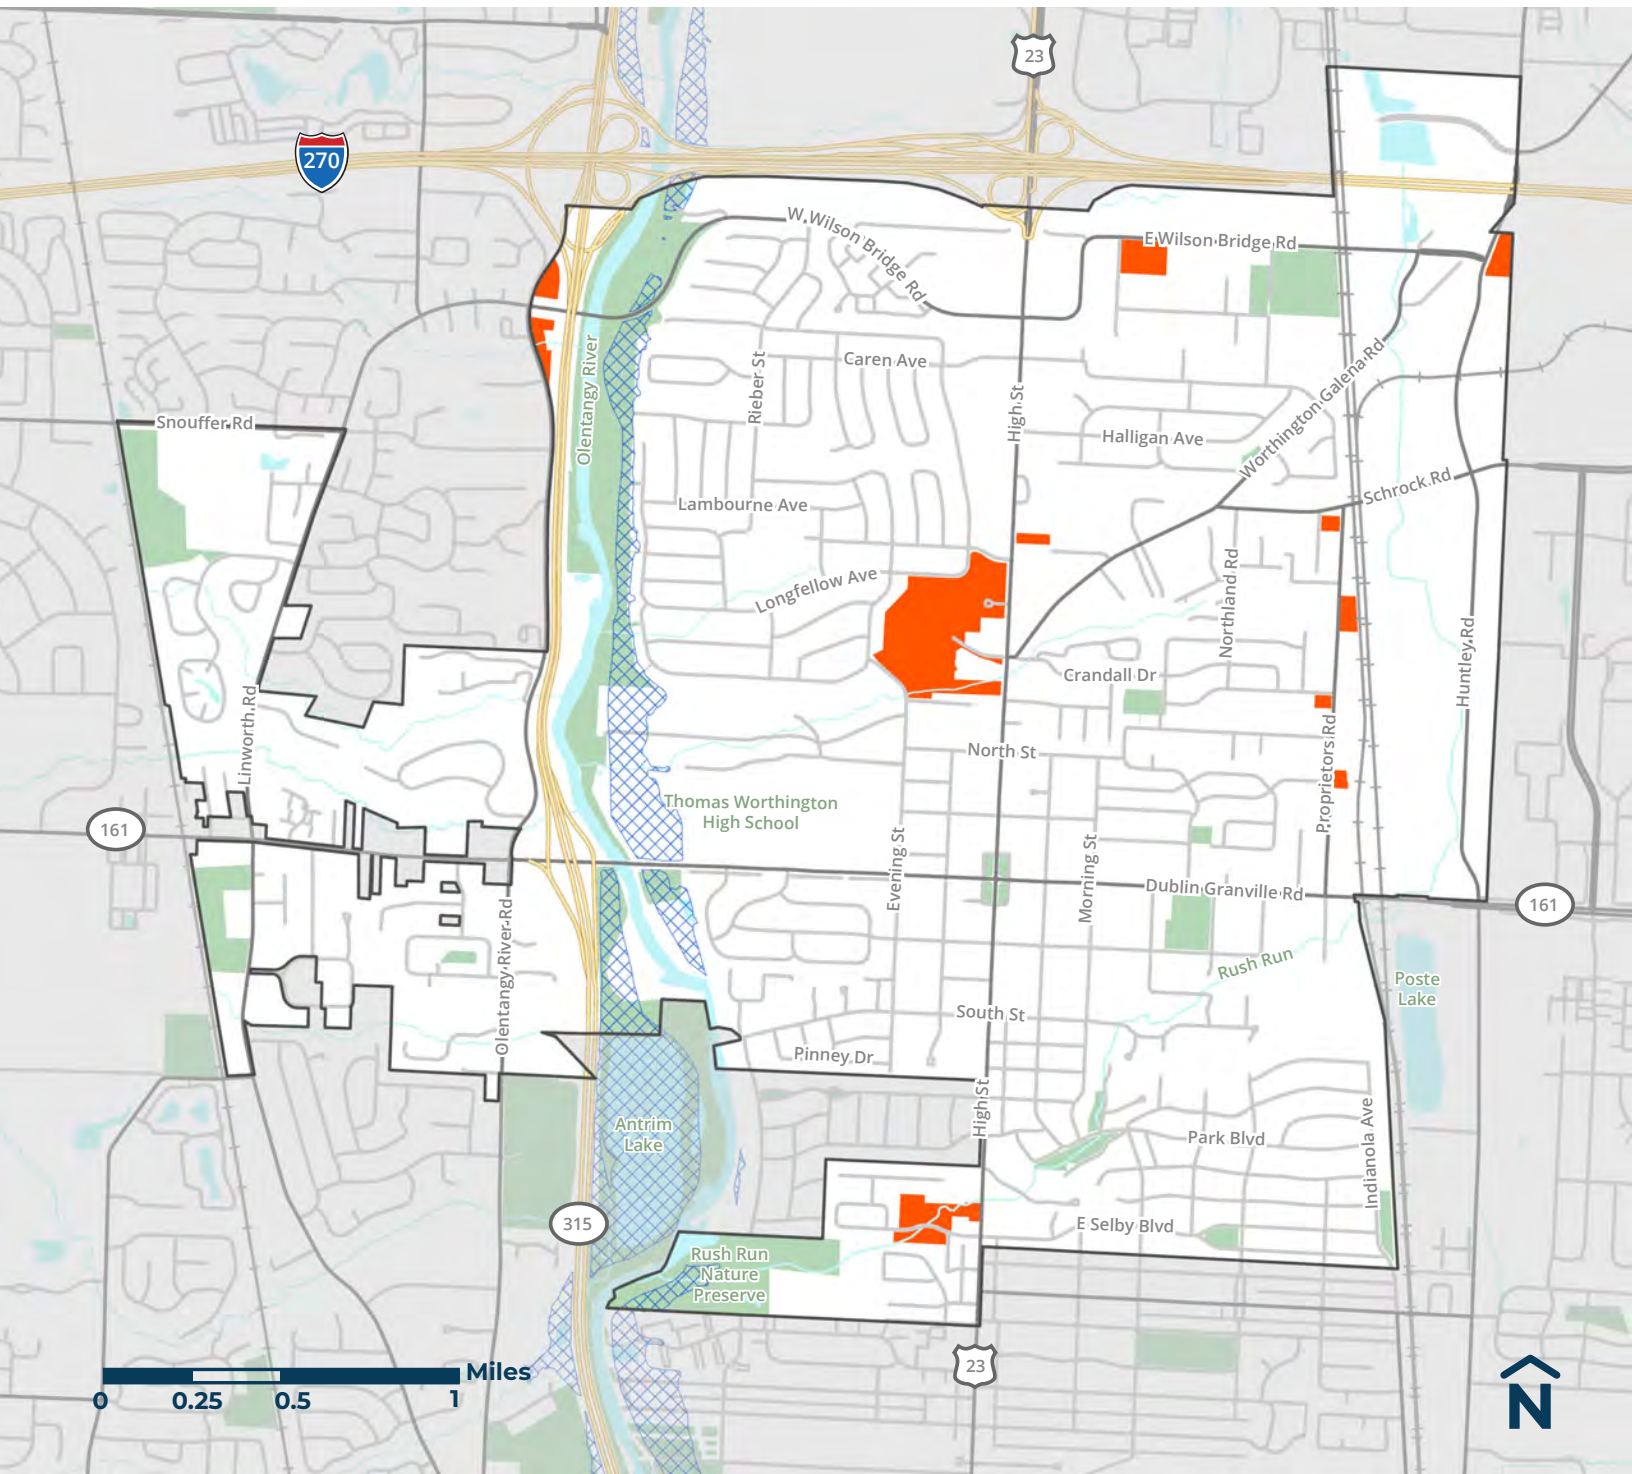 23
270
W Wilson Bridge Rd
E Wilson Bridge Rd
Olentangy River
Rieber St
Caren Ave
High St
Worthington Galena Rd
Snouffer Rd
Halligan Ave
Schrock Rd
Lambourne Ave
Longfellow Ave
Northland Rd
Huntley Rd
Crandall Dr
Linworth Rd
North St
Proprietors Rd
Thomas Worthington
High School
161
Evening St
Morning St
Dublin Granville Rd
161
Olentangy River Rd
Rush Run
Poste
Lake
South St
Pinney Dr
High St
Antrim
Lake
Park Blvd
Indianola Ave
315
E Selby Blvd
Rush Run
Nature
Preserve
23
Miles
0 0.25 0.5 1
N